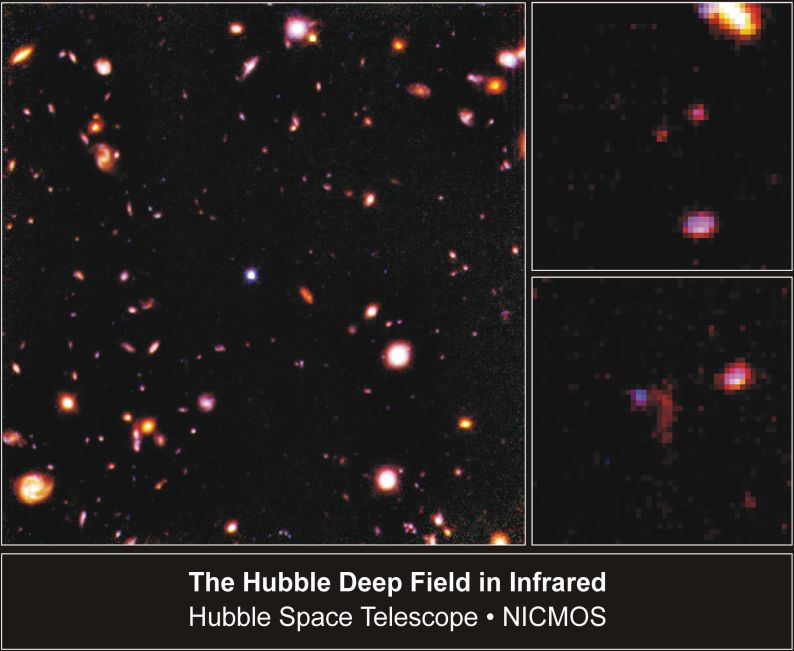 The Hubble Deep Field in Infrared
Hubble Space Telescope • NICMOS